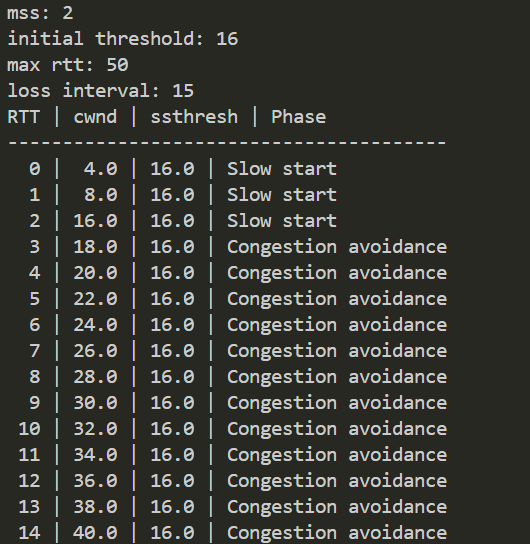 mss: 2
initial threshold: 16
max rtt: 50
loss interval: 15
RTT | cwnd | ssthresh | Phase
----------------------------------------
  0 |  4.0 | 16.0 | Slow start
  1 |  8.0 | 16.0 | Slow start
  2 | 16.0 | 16.0 | Slow start
  3 | 18.0 | 16.0 | Congestion avoidance
  4 | 20.0 | 16.0 | Congestion avoidance
  5 | 22.0 | 16.0 | Congestion avoidance
  6 | 24.0 | 16.0 | Congestion avoidance
  7 | 26.0 | 16.0 | Congestion avoidance
  8 | 28.0 | 16.0 | Congestion avoidance
  9 | 30.0 | 16.0 | Congestion avoidance
 10 | 32.0 | 16.0 | Congestion avoidance
 11 | 34.0 | 16.0 | Congestion avoidance
 12 | 36.0 | 16.0 | Congestion avoidance
 13 | 38.0 | 16.0 | Congestion avoidance
 14 | 40.0 | 16.0 | Congestion avoidance